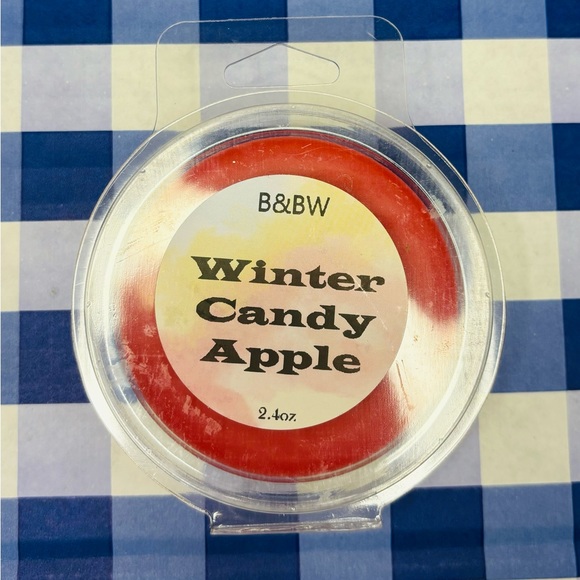 B&BW
Winter
Candy
Apple
2.4oz